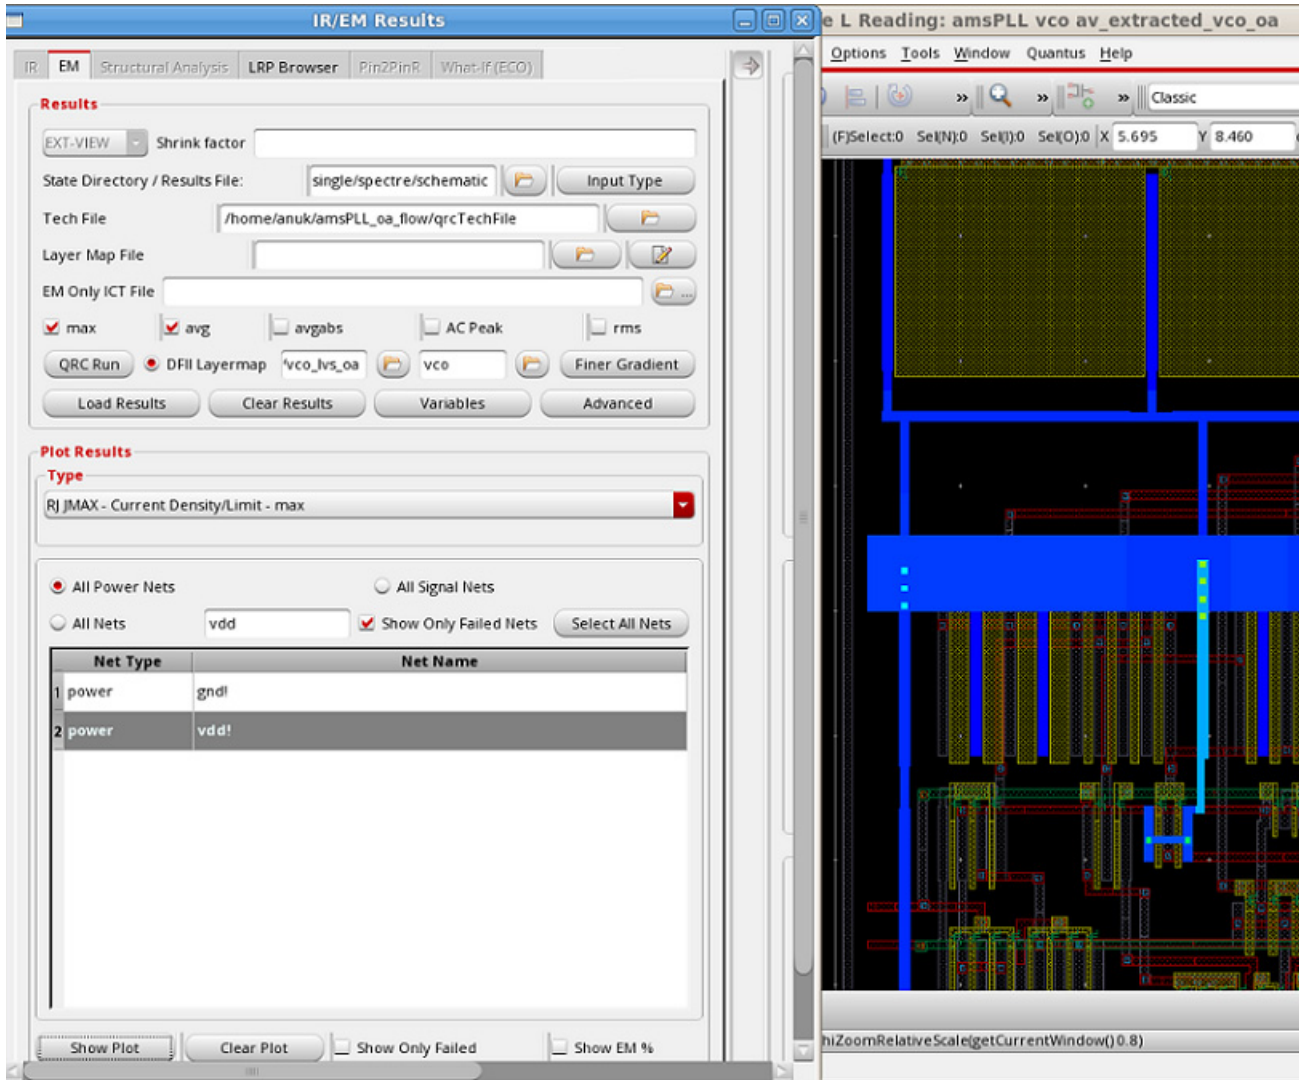 IR/EM Results
e L Reading: amsPLL vco av_extracted_vco_oa
Options Tools Window Quantus Help
IR EM Structural Analysis LRP Browser Pin2PinR What-If (ECO)
» » » Classic
(F)Select:0 Sel(N):0 Sel(I):0 Sel(O):0 X 5.695 Y 8.460
Results
EXT-VIEW Shrink factor
State Directory / Results File: single/spectre/schematic Input Type
Tech File /home/anuk/amsPLL_oa_flow/qrcTechFile
Layer Map File
EM Only ICT File ...
max avg avgabs AC Peak rms
QRC Run DFII Layermap vco_lvs_oa vco Finer Gradient
Load Results Clear Results Variables Advanced
Plot Results
Type
RJ JMAX - Current Density/Limit - max
All Power Nets All Signal Nets
All Nets vdd Show Only Failed Nets Select All Nets
Net Type Net Name
1 power gnd!
2 power vdd!
Show Plot Clear Plot Show Only Failed Show EM %
hiZoomRelativeScale(getCurrentWindow() 0.8)